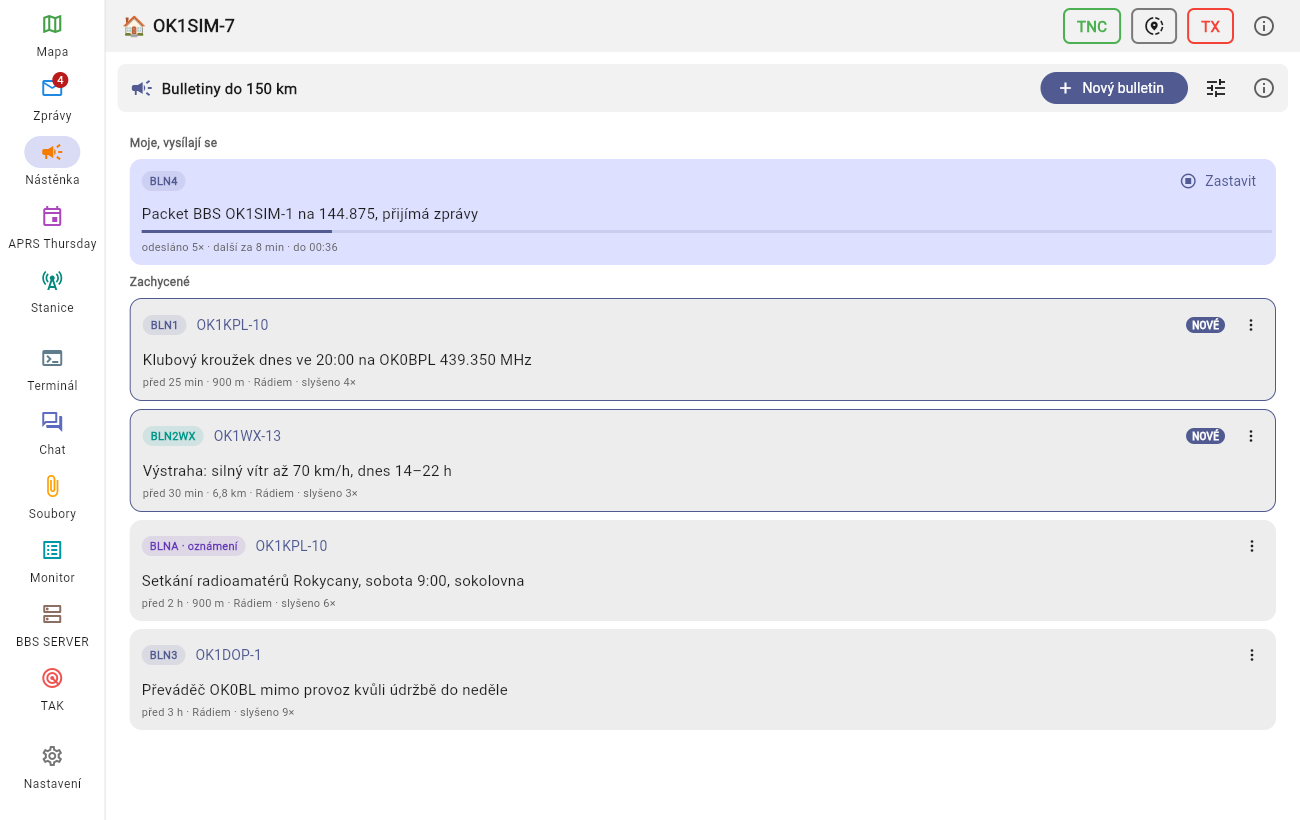 Mapa
4
Zprávy
Nástěnka
APRS Thursday
Stanice
Terminál
Chat
Soubory
Monitor
BBS SERVER
TAK
Nastavení
OK1SIM-7
TNC
TX
Bulletiny do 150 km
Nový bulletin
Moje, vysílají se
BLN4
Zastavit
Packet BBS OK1SIM-1 na 144.875, přijímá zprávy
odesláno 5× · další za 8 min · do 00:36
Zachycené
BLN1 OK1KPL-10 NOVÉ
Klubový kroužek dnes ve 20:00 na OK0BPL 439.350 MHz
před 25 min · 900 m · Rádiem · slyšeno 4×
BLN2WX OK1WX-13 NOVÉ
Výstraha: silný vítr až 70 km/h, dnes 14–22 h
před 30 min · 6,8 km · Rádiem · slyšeno 3×
BLNA · oznámení OK1KPL-10
Setkání radioamatérů Rokycany, sobota 9:00, sokolovna
před 2 h · 900 m · Rádiem · slyšeno 6×
BLN3 OK1DOP-1
Převáděč OK0BL mimo provoz kvůli údržbě do neděle
před 3 h · Rádiem · slyšeno 9×